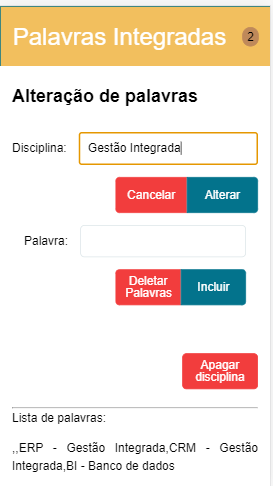 Palavras Integradas 2
Alteração de palavras
Disciplina: Gestão Integrada
Cancelar Alterar
Palavra:
Deletar
Palavras Incluir
Apagar
disciplina
Lista de palavras:
,,ERP - Gestão Integrada,CRM - Gestão
Integrada,BI - Banco de dados